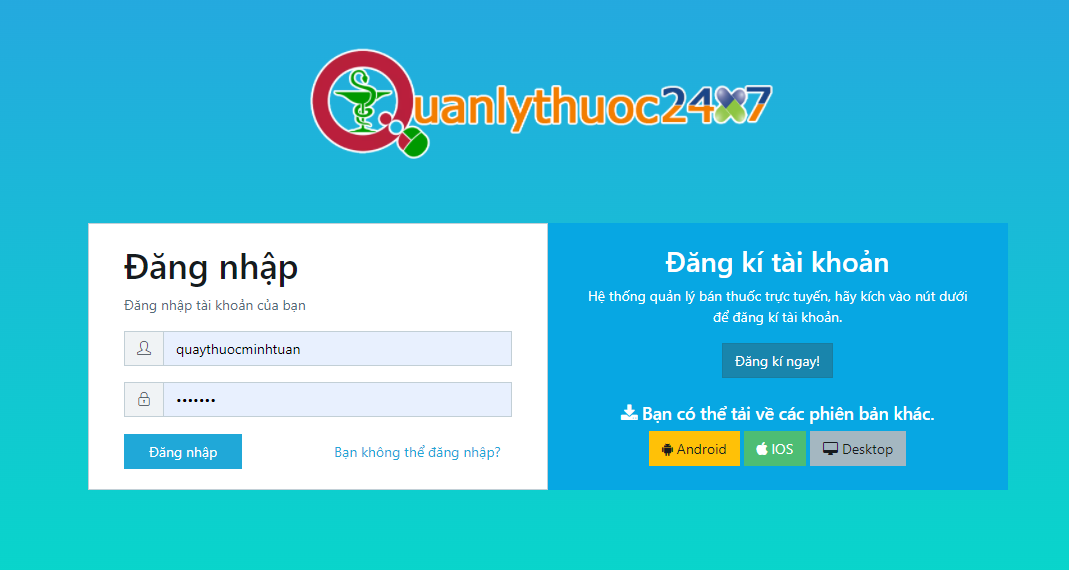 Quanlythuoc24x7
Đăng nhập
Đăng nhập tài khoản của bạn
quaythuocminhtuan
•••••••
Đăng nhập
Bạn không thể đăng nhập?
Đăng kí tài khoản
Hệ thống quản lý bán thuốc trực tuyến, hãy kích vào nút dưới
để đăng kí tài khoản.
Đăng kí ngay!
Bạn có thể tải về các phiên bản khác.
Android
IOS
Desktop